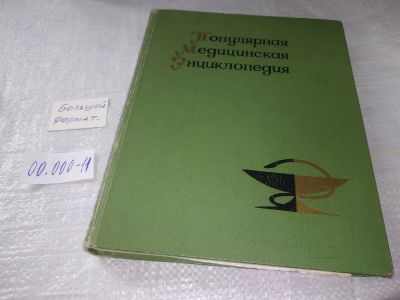 Популярная
Медицинская
Энциклопедия
Большой
формат.
00.000-11